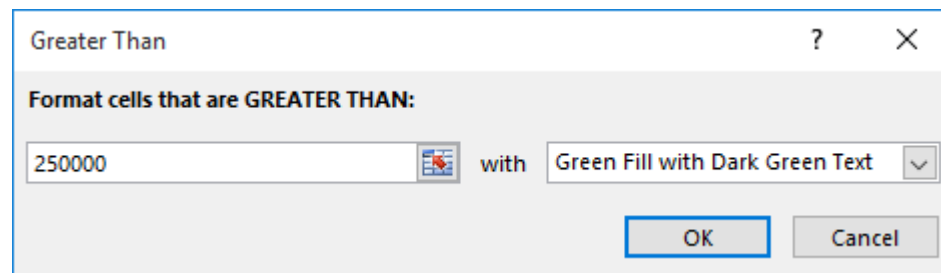 Greater Than ?
Format cells that are GREATER THAN:
250000 with Green Fill with Dark Green Text
OK Cancel